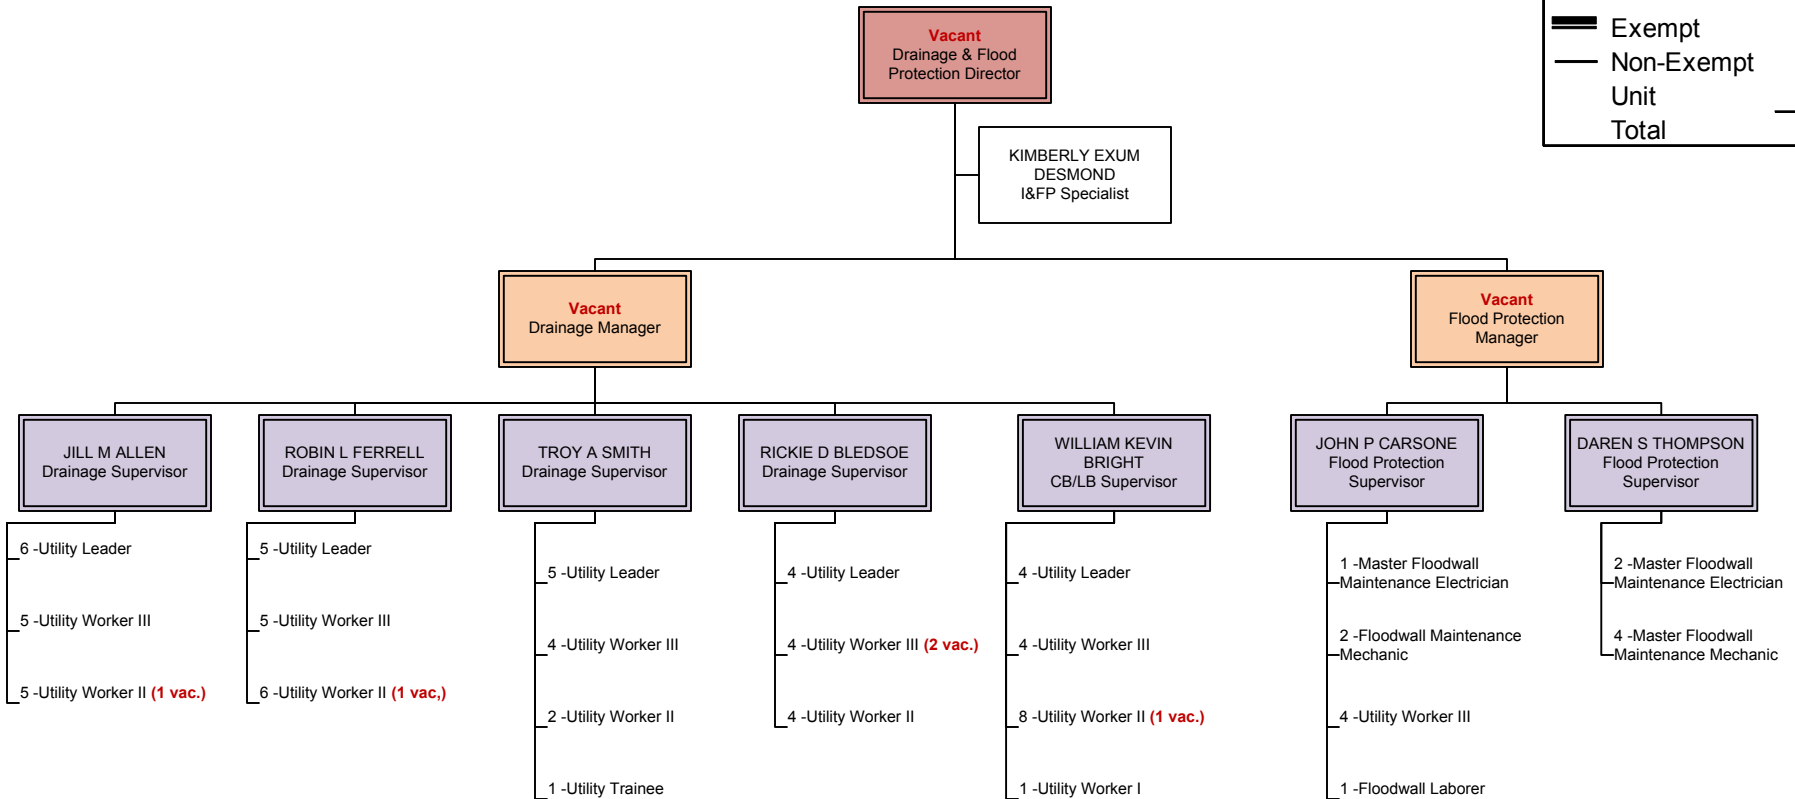 Exempt
Non-Exempt
Unit
Total
Vacant
Drainage & Flood
Protection Director
KIMBERLY EXUM
DESMOND
I&FP Specialist
Vacant
Drainage Manager
Vacant
Flood Protection
Manager
JILL M ALLEN
Drainage Supervisor
ROBIN L FERRELL
Drainage Supervisor
TROY A SMITH
Drainage Supervisor
RICKIE D BLEDSOE
Drainage Supervisor
WILLIAM KEVIN
BRIGHT
CB/LB Supervisor
JOHN P CARSONE
Flood Protection
Supervisor
DAREN S THOMPSON
Flood Protection
Supervisor
6 -Utility Leader
5 -Utility Worker III
5 -Utility Worker II (1 vac.)
5 -Utility Leader
5 -Utility Worker III
6 -Utility Worker II (1 vac,)
5 -Utility Leader
4 -Utility Worker III
2 -Utility Worker II
1 -Utility Trainee
4 -Utility Leader
4 -Utility Worker III (2 vac.)
4 -Utility Worker II
4 -Utility Leader
4 -Utility Worker III
8 -Utility Worker II (1 vac.)
1 -Utility Worker I
1 -Master Floodwall
Maintenance Electrician
2 -Floodwall Maintenance
Mechanic
4 -Utility Worker III
1 -Floodwall Laborer
2 -Master Floodwall
Maintenance Electrician
4 -Master Floodwall
Maintenance Mechanic